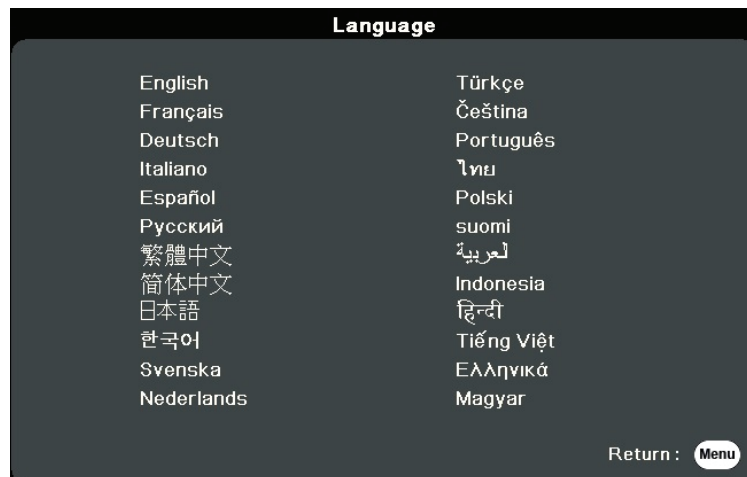 Language
English
Français
Deutsch
Italiano
Español
Русский
繁體中文
简体中文
日本語
한국어
Svenska
Nederlands
Türkçe
Čeština
Português
ไทย
Polski
suomi
العربية
Indonesia
हिन्दी
Tiếng Việt
Ελληνικά
Magyar
Return : Menu